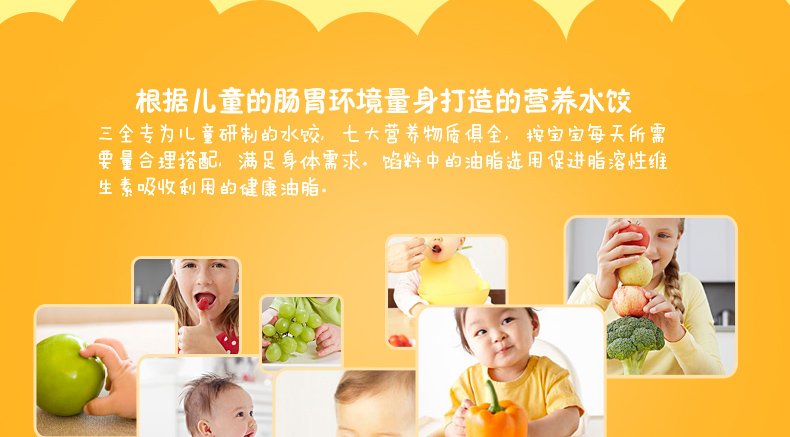 根据儿童的肠胃环境量身打造的营养水饺
三全专为儿童研制的水饺，七大营养物质俱全，按宝宝每天所需
要量合理搭配，满足身体需求。馅料中的油脂选用促进脂溶性维
生素吸收利用的健康油脂。